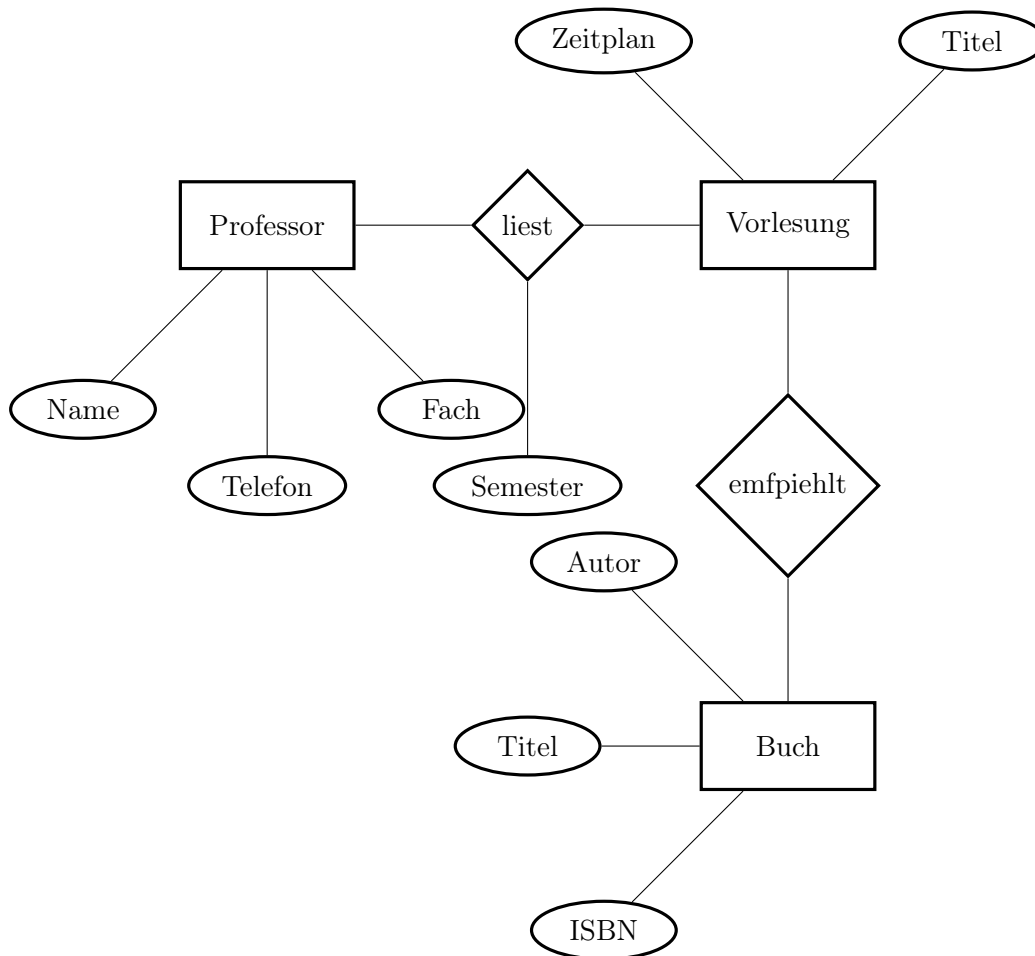 Zeitplan
Titel
Professor
liest
Vorlesung
Name
Fach
Telefon
Semester
emfpiehlt
Autor
Titel
Buch
ISBN